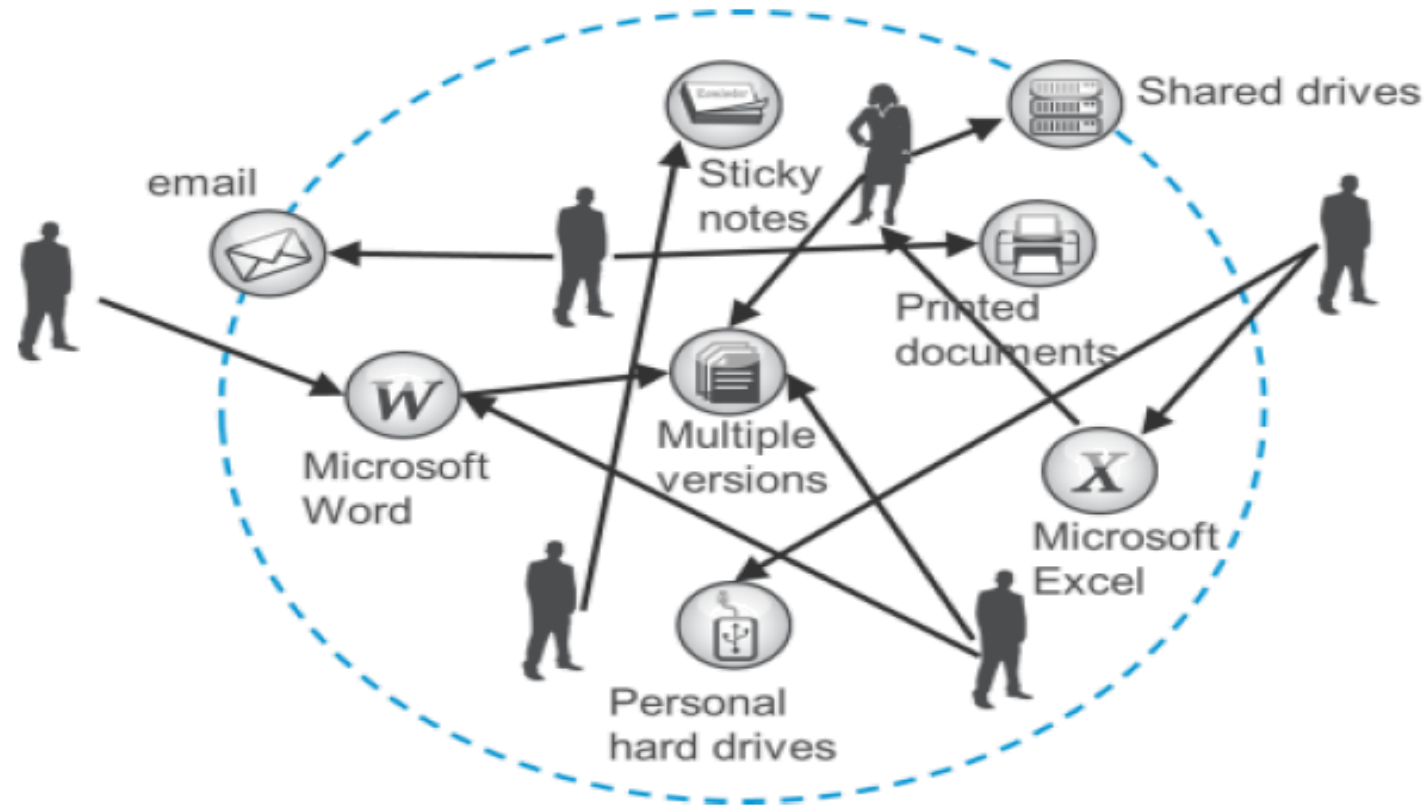 Shared drives
Sticky
notes
email
Printed
documents
Multiple
versions
W
Microsoft
Word
X
Microsoft
Excel
Personal
hard drives